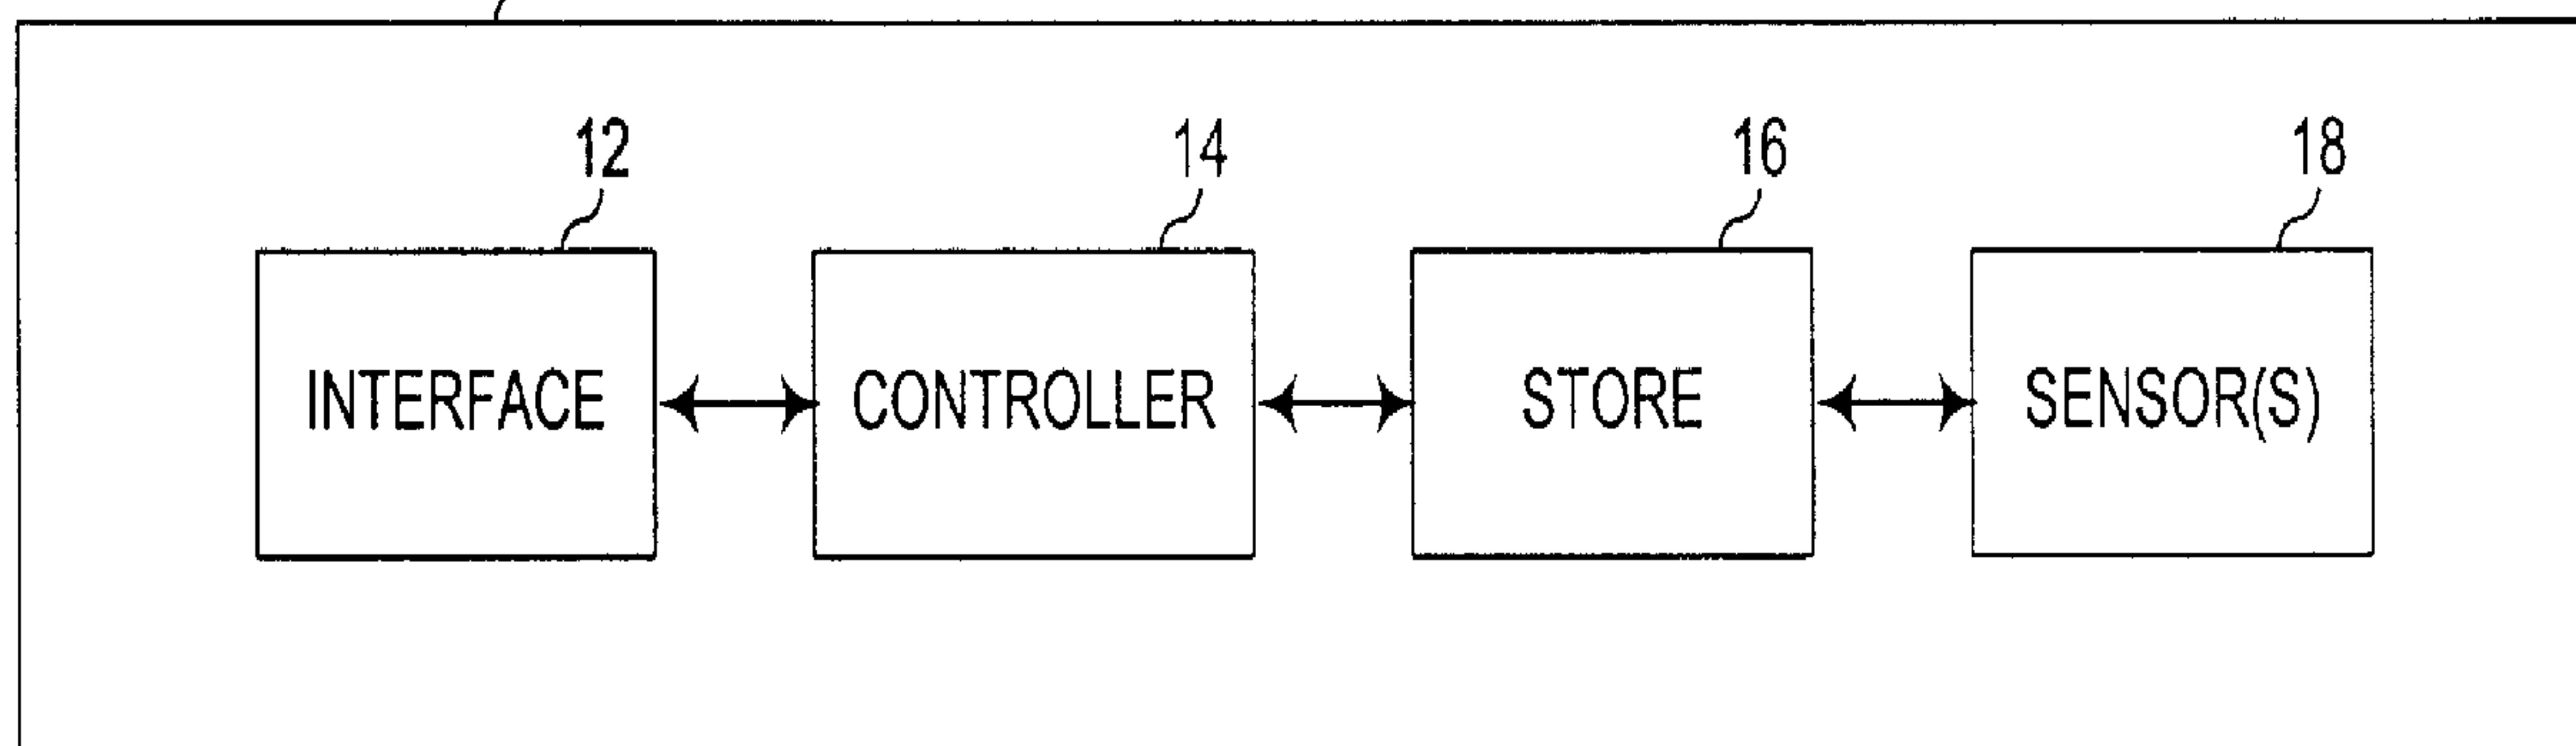 12 14 16 18
INTERFACE CONTROLLER STORE SENSOR(S)